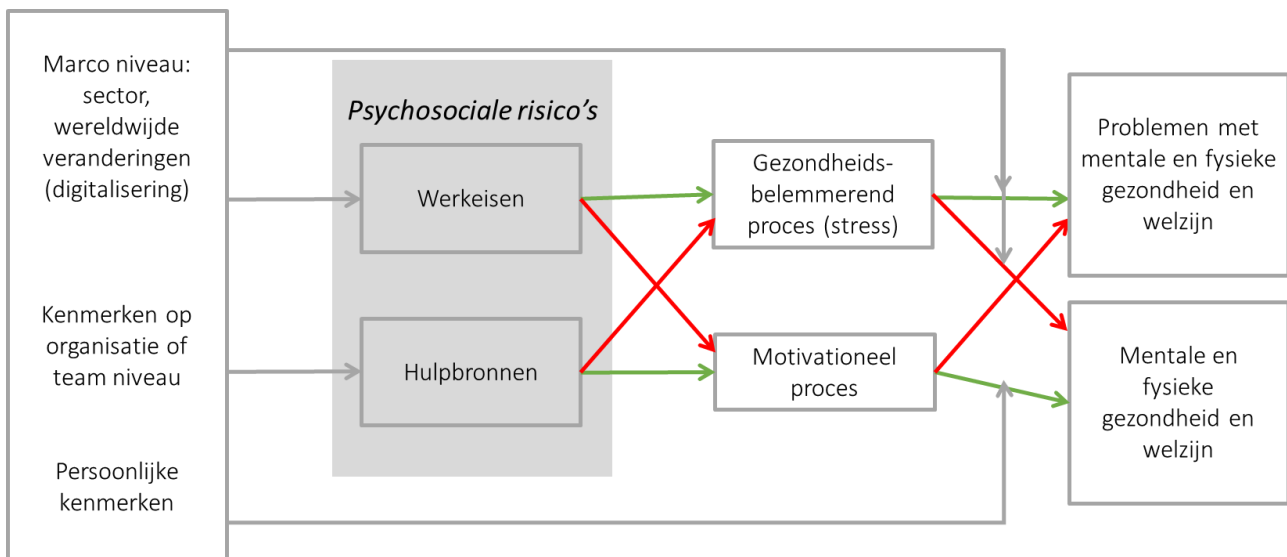 Marco niveau:
sector,
wereldwijde
veranderingen
(digitalisering)
Kenmerken op
organisatie of
team niveau
Persoonlijke
kenmerken
Psychosociale risico’s
Werkeisen
Hulpbronnen
Gezondheids-
belemmerend
proces (stress)
Motivationeel
proces
Problemen met
mentale en fysieke
gezondheid en
welzijn
Mentale en
fysieke
gezondheid en
welzijn